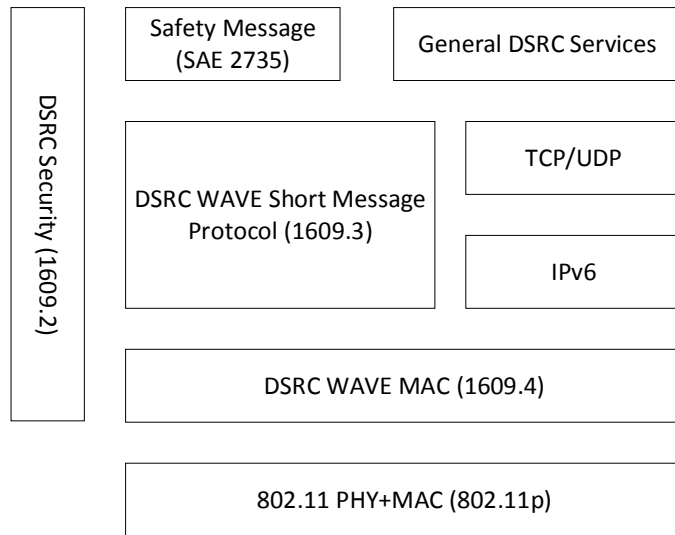 DSRC Security (1609.2)
Safety Message
(SAE 2735)
General DSRC Services
DSRC WAVE Short Message
Protocol (1609.3)
TCP/UDP
IPv6
DSRC WAVE MAC (1609.4)
802.11 PHY+MAC (802.11p)